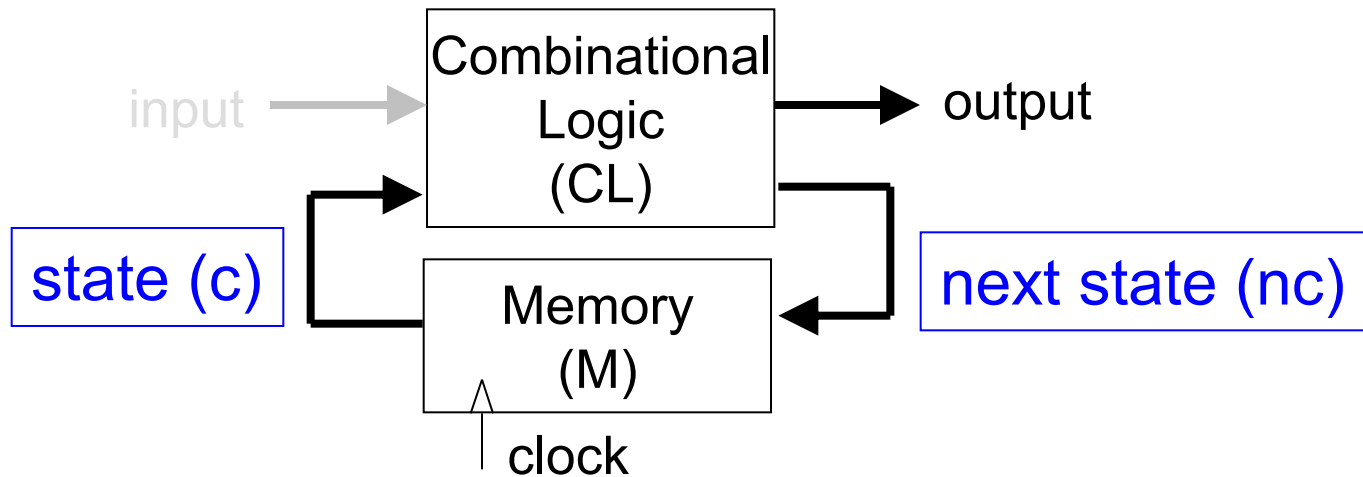 Combinational
Logic
(CL)
input
output
state (c)
next state (nc)
Memory
(M)
clock